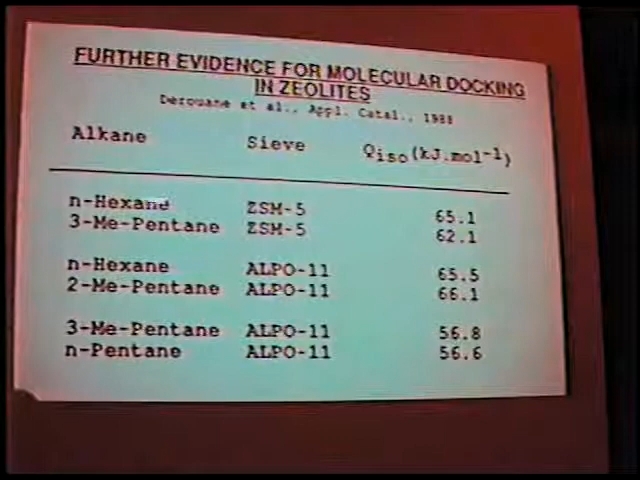 FURTHER EVIDENCE FOR MOLECULAR DOCKING
IN ZEOLITES
Derouane et al., Appl. Catal., 1988
Alkane Sieve Qiso(kJ.mol-1)
n-Hexane ZSM-5 65.1
3-Me-Pentane ZSM-5 62.1
n-Hexane ALPO-11 65.5
2-Me-Pentane ALPO-11 66.1
3-Me-Pentane ALPO-11 56.8
n-Pentane ALPO-11 56.6